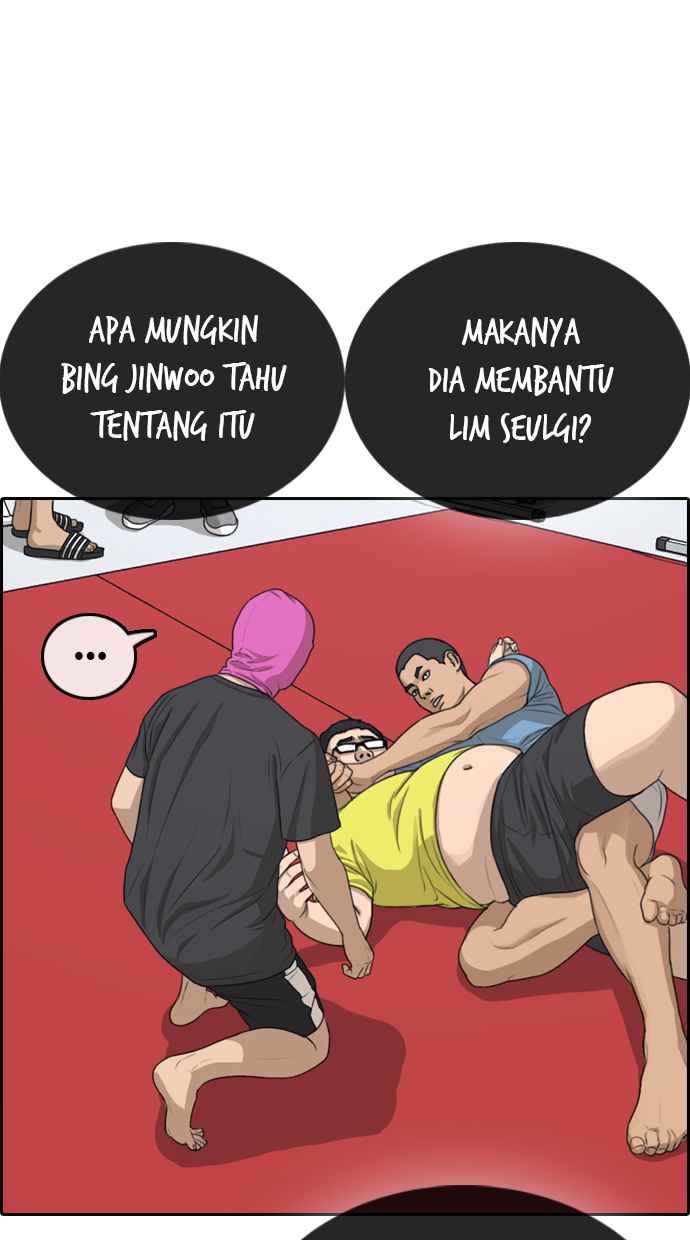 APA MUNGKIN
BING JINWOO TAHU
TENTANG ITU
MAKANYA
DIA MEMBANTU
LIM SEULGI?
...